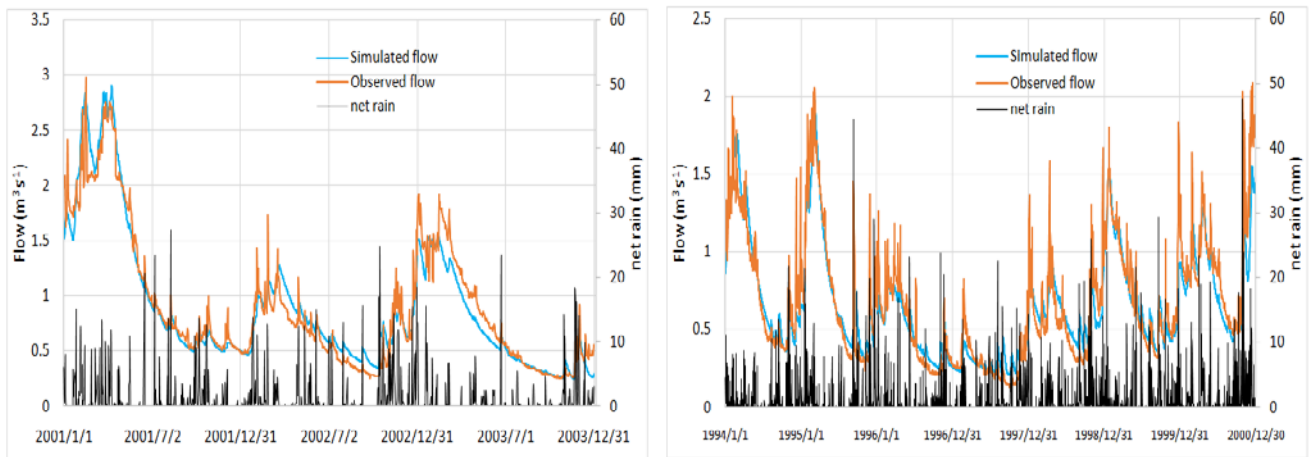 3.5
3
2.5
2
1.5
1
0.5
0
Flow (m³ s⁻¹)
60
50
40
30
20
10
0
net rain (mm)
Simulated flow
Observed flow
net rain
2001/1/1 2001/7/2 2001/12/31 2002/7/2 2002/12/31 2003/7/3 2003/12/31
2.5
2
1.5
1
0.5
0
Flow (m³ s⁻¹)
60
50
40
30
20
10
0
net rain (mm)
Simulated flow
Observed flow
net rain
1994/1/1 1995/1/1 1996/1/1 1996/12/31 1997/12/31 1998/12/31 1999/12/31 2000/12/30